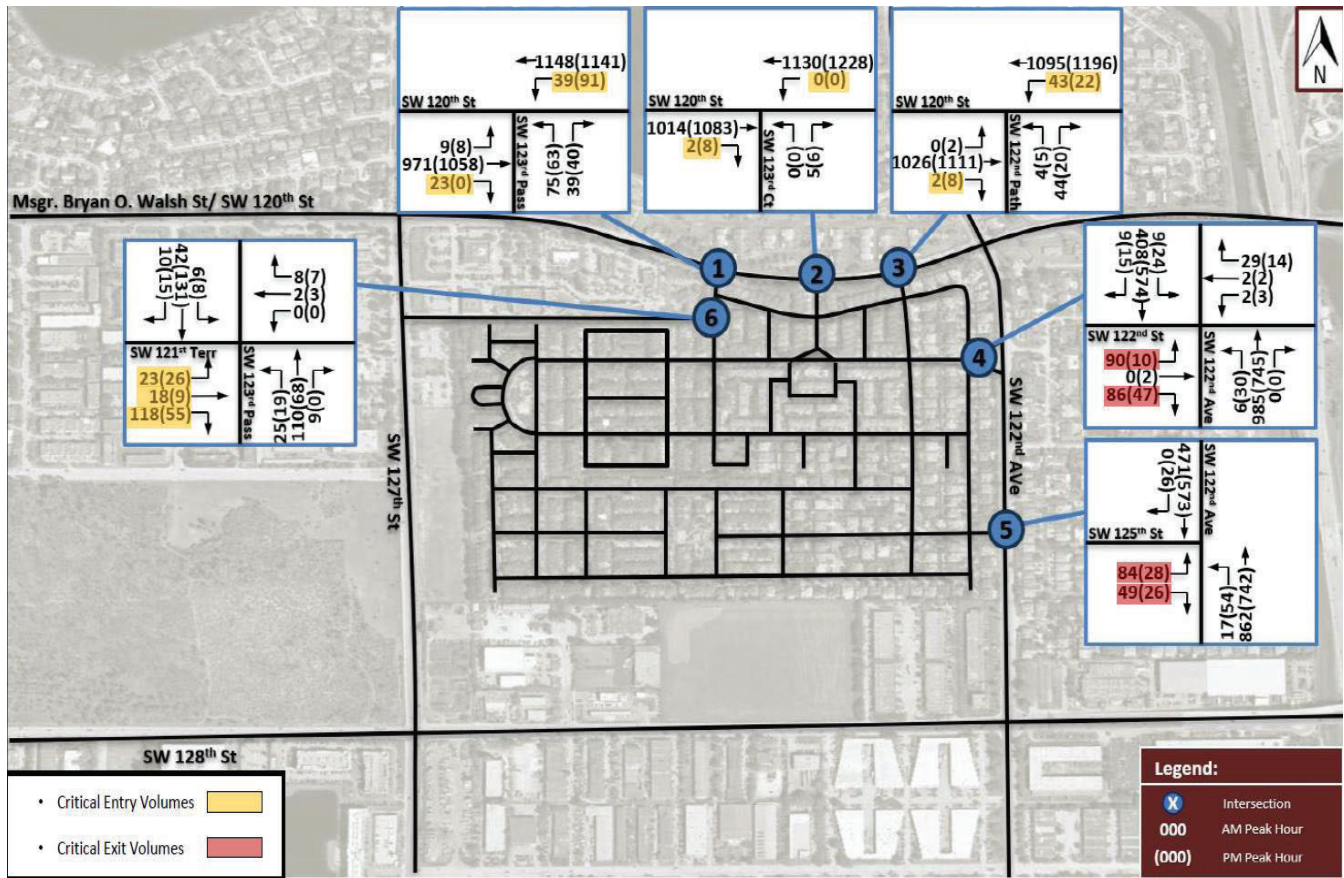 1148(1141)
39(91)
SW 120th St
9(8)
971(1058)
23(0)
SW 123rd Pass
75(63)
39(40)
1130(1228)
0(0)
SW 120th St
1014(1083)
2(8)
SW 123rd Ct
0(0)
5(6)
1095(1196)
43(22)
SW 120th St
0(2)
1026(1111)
2(8)
SW 122nd Path
4(5)
44(20)
N
Msgr. Bryan O. Walsh St/ SW 120th St
1
2
3
6
4
5
10(15)
42(131)
6(8)
8(7)
2(3)
0(0)
SW 121st Terr
23(26)
18(9)
118(55)
SW 123rd Pass
110(68)
9(0)
9(15)
408(574)
9(24)
29(14)
2(2)
2(3)
SW 122nd St
90(10)
0(2)
86(47)
SW 122nd Ave
6(30)
985(745)
0(0)
SW 127th St
SW 122nd AVe
0(26)
471(573)
SW 122nd Ave
SW 125th St
84(28)
49(26)
17(54)
862(742)
SW 128th St
• Critical Entry Volumes
• Critical Exit Volumes
Legend:
X Intersection
000 AM Peak Hour
(000) PM Peak Hour